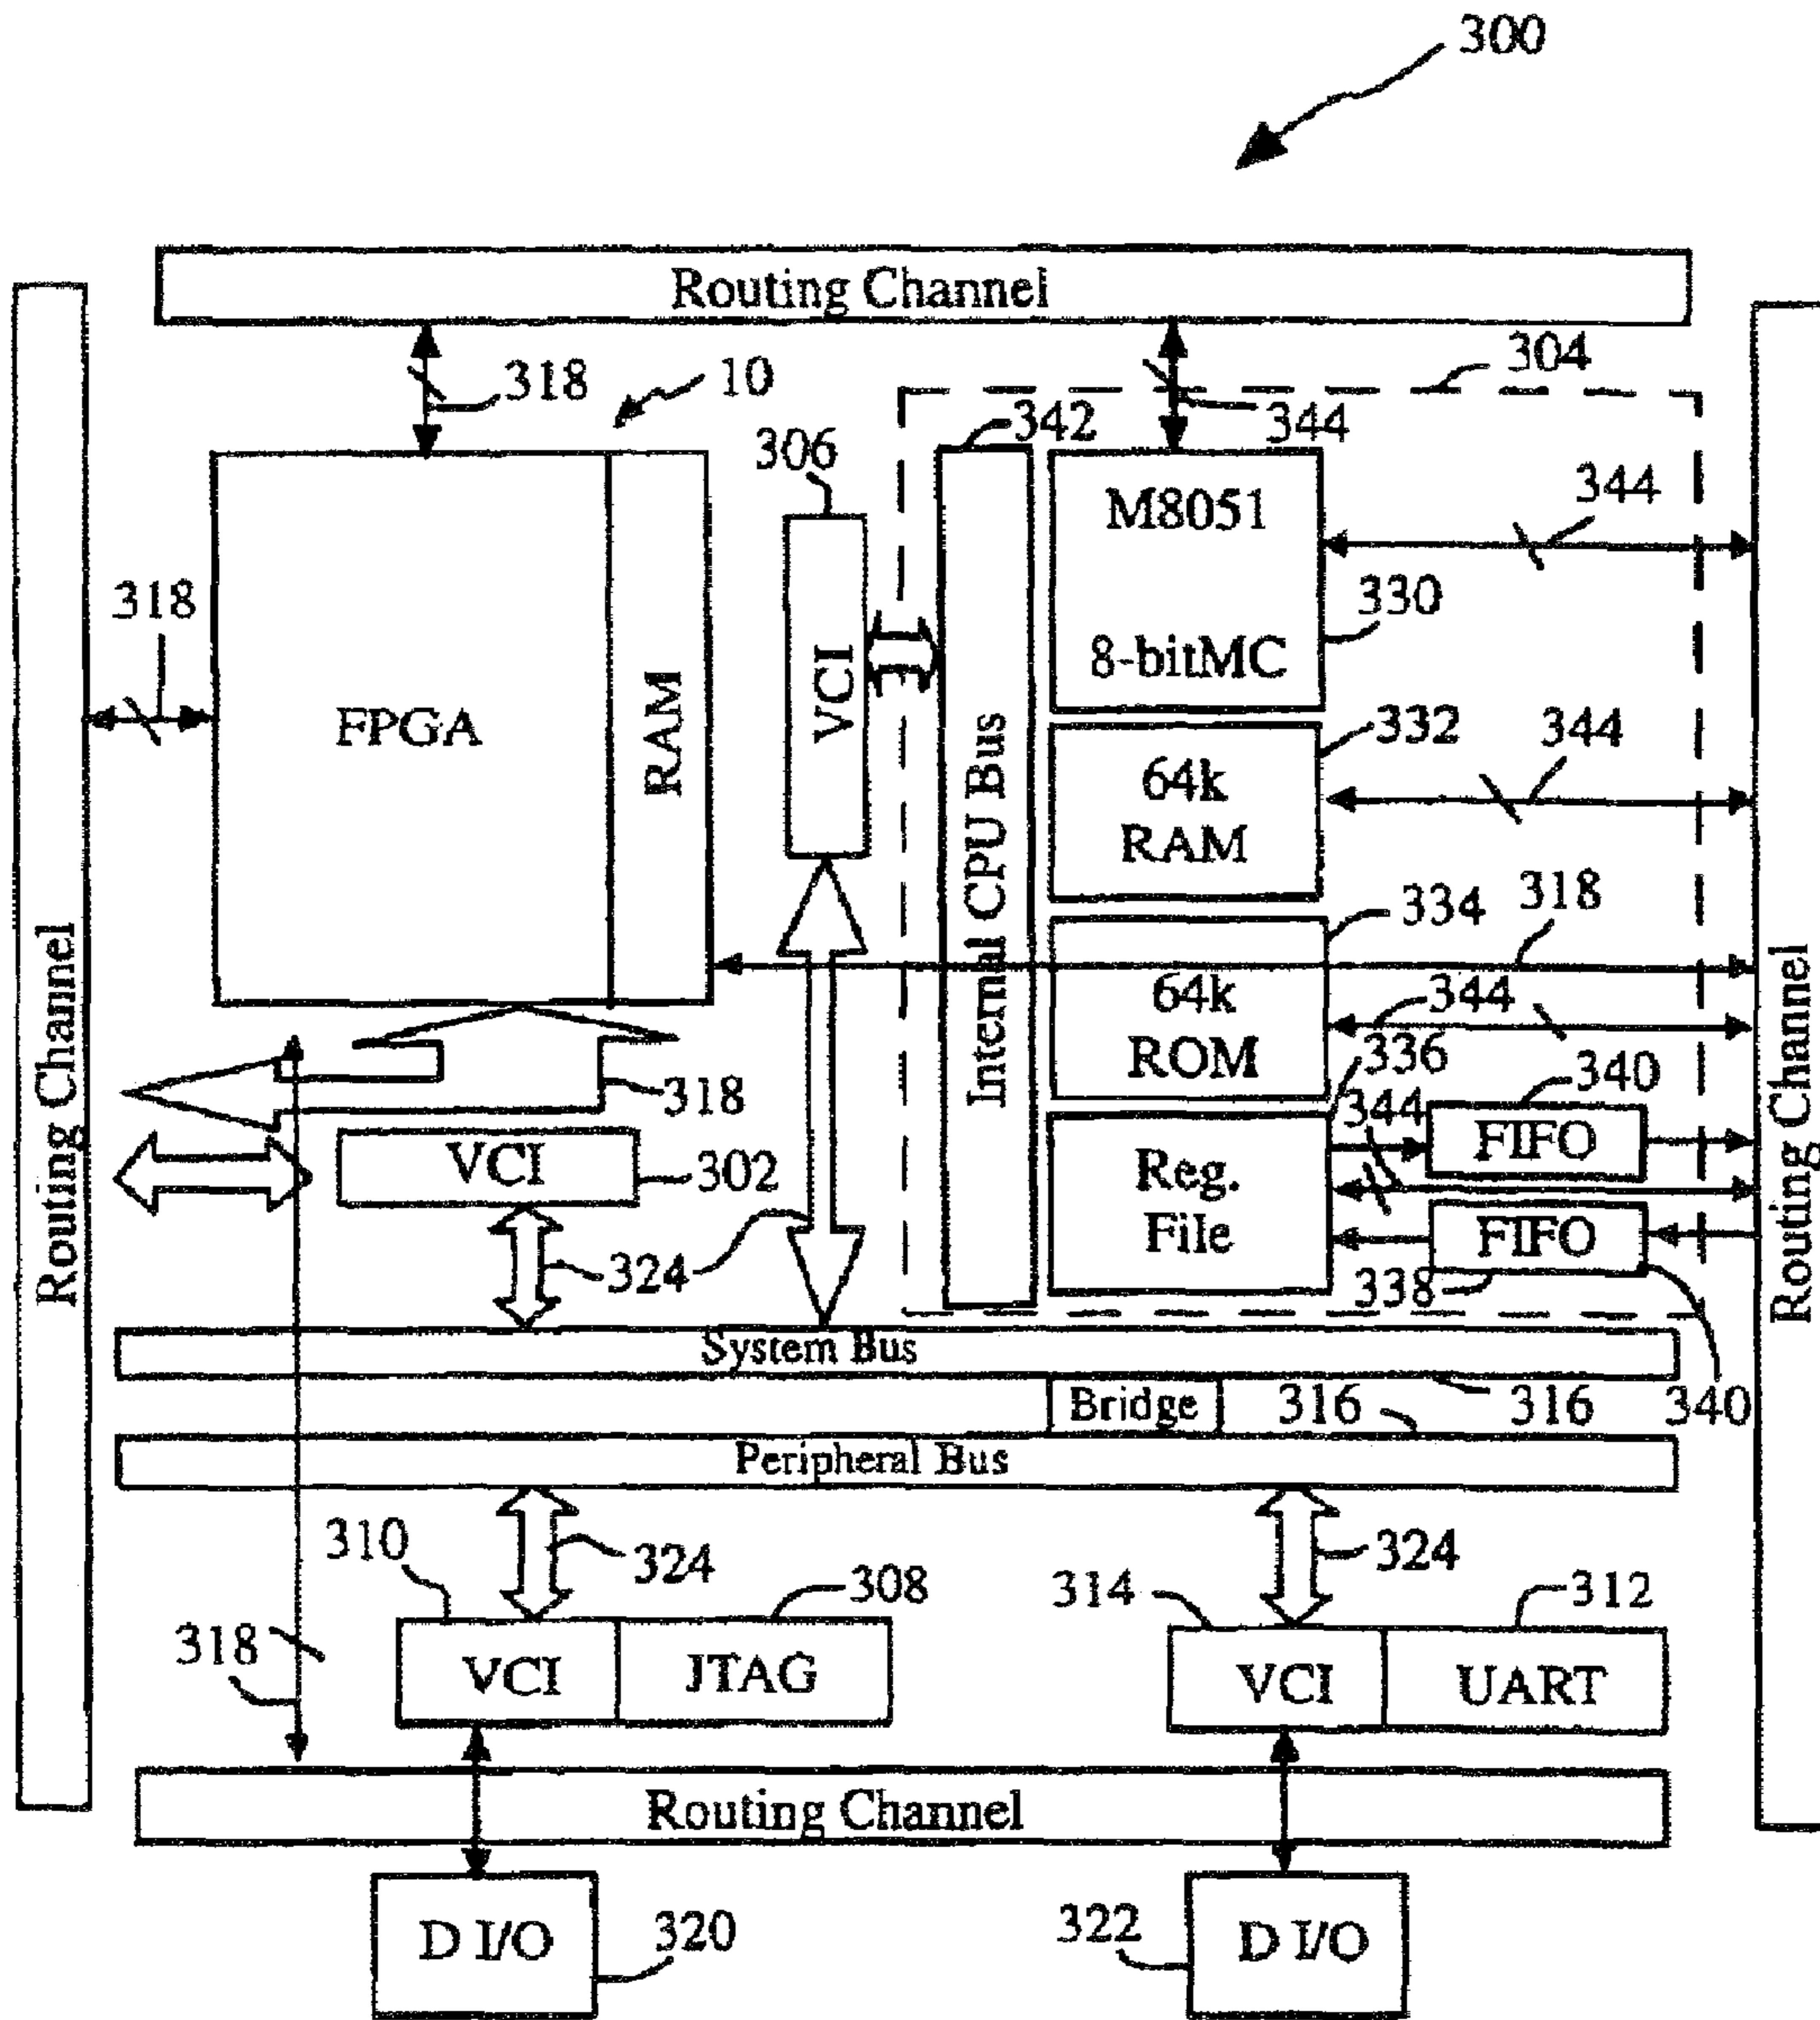 300
Routing Channel
318
10
304
342
344
306
M8051
344
318
330
8-bitMC
VCI
FPGA
RAM
332
344
64k
RAM
Internal CPU Bus
334
318
64k
ROM
344
336
340
318
344
FIFO
VCI
302
Reg.
File
FIFO
324
338
Routing Channel
Routing Channel
System Bus
Bridge
316
316
340
Peripheral Bus
310
324
308
314
324
312
318
VCI
JTAG
VCI
UART
Routing Channel
D I/O
320
322
D I/O